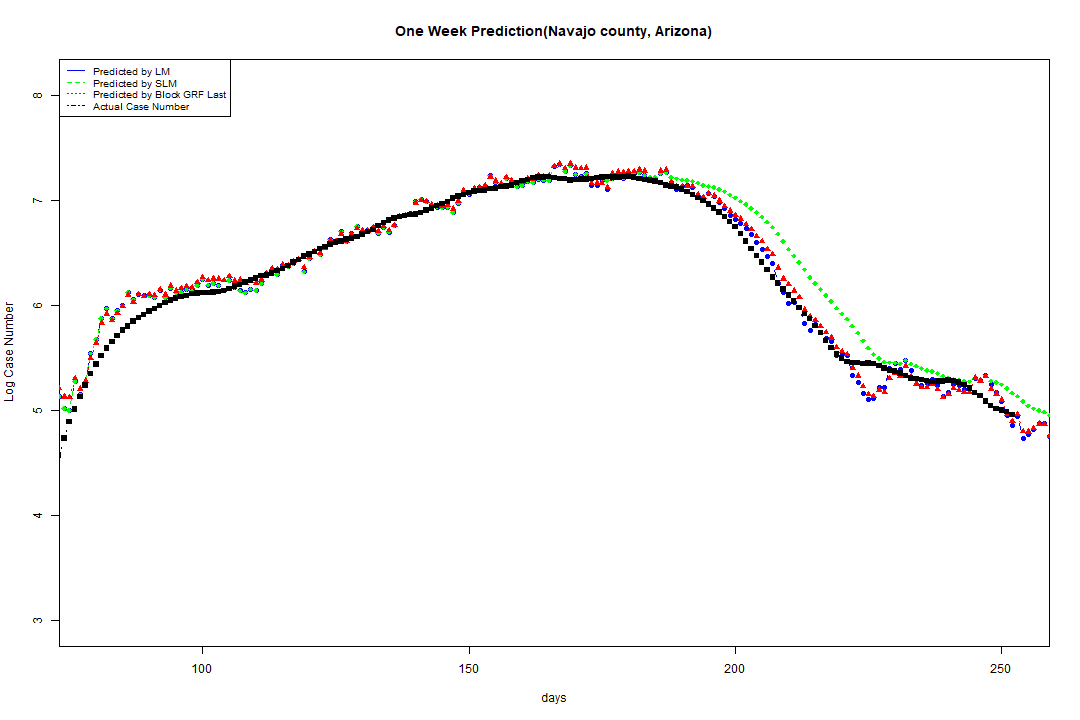 One Week Prediction(Navajo county, Arizona)
Predicted by LM
Predicted by SLM
Predicted by Block GRF Last
Actual Case Number
8
7
6
5
4
3
Log Case Number
100
150
200
250
days